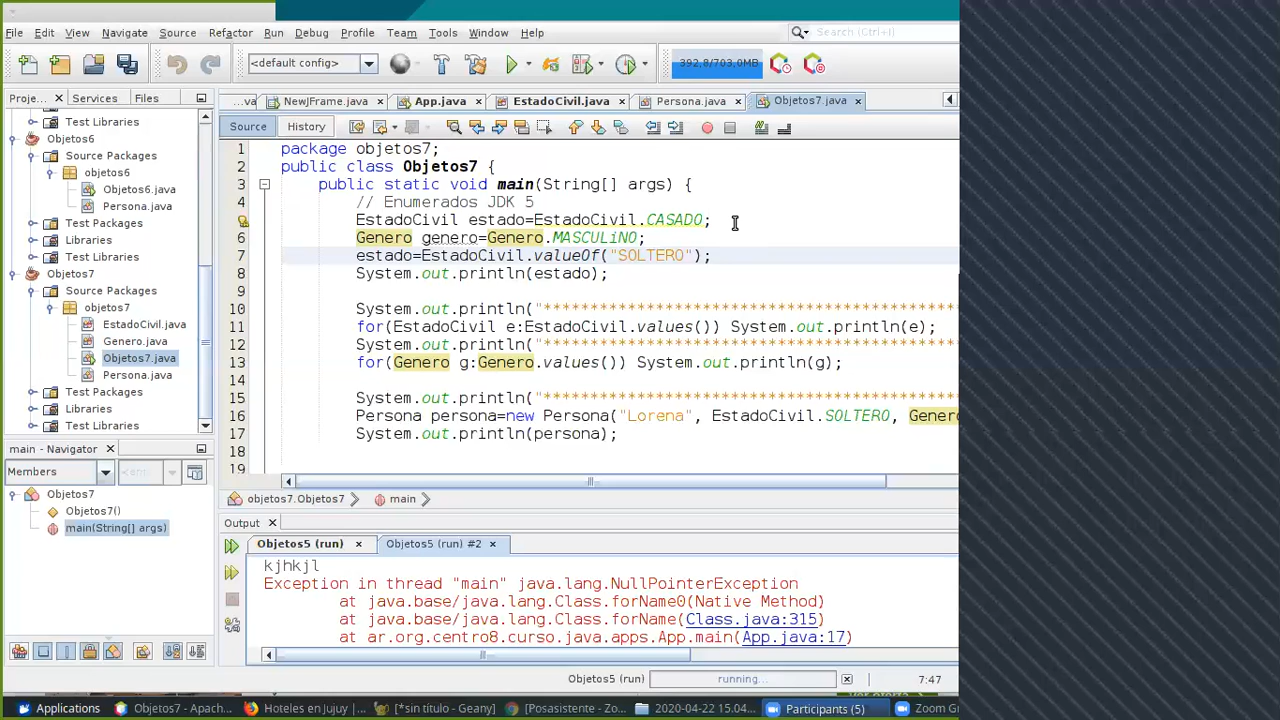 File Edit View Navigate Source Refactor Run Debug Profile Team Tools Window Help
Search (Ctrl+I)
<default config>
392,8/703,0MB
Proje... Services Files
...va NewJFrame.java App.java EstadoCivil.java Persona.java Objetos7.java
Source History
Test Libraries
Objetos6
Source Packages
objetos6
Objetos6.java
Persona.java
Test Packages
Libraries
Test Libraries
Objetos7
Source Packages
objetos7
EstadoCivil.java
Genero.java
Objetos7.java
Persona.java
Test Packages
Libraries
Test Libraries
1 package objetos7;
2 public class Objetos7 {
3 public static void main(String[] args) {
4 // Enumerados JDK 5
EstadoCivil estado=EstadoCivil.CASADO;
6 Genero genero=Genero.MASCULiNO;
7 estado=EstadoCivil.valueOf("SOLTERO");
8 System.out.println(estado);
9
10 System.out.println("*********************************************
11 for(EstadoCivil e:EstadoCivil.values()) System.out.println(e);
12 System.out.println("*********************************************
13 for(Genero g:Genero.values()) System.out.println(g);
14
15 System.out.println("*********************************************
16 Persona persona=new Persona("Lorena", EstadoCivil.SOLTERO, Genero
17 System.out.println(persona);
18
19
main - Navigator
Members <em
Objetos7
Objetos7()
main(String[] args)
objetos7.Objetos7 main
Output
Objetos5 (run) Objetos5 (run) #2
kjhkjl
Exception in thread "main" java.lang.NullPointerException
at java.base/java.lang.Class.forName0(Native Method)
at java.base/java.lang.Class.forName(Class.java:315)
at ar.org.centro8.curso.java.apps.App.main(App.java:17)
Objetos5 (run) running... 7:47
Applications Objetos7 - Apach... Hoteles en Jujuy |... [*sin título - Geany] [Posasistente - Zo... 2020-04-22 15.04... Participants (5) Zoom Gr